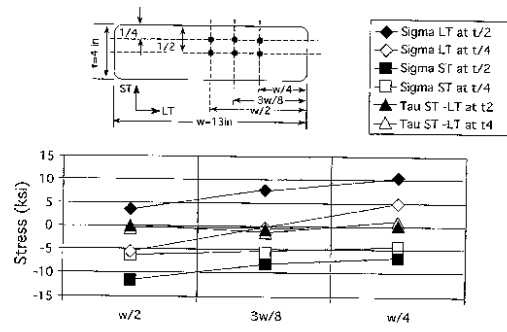 1/4
t=4 in
1/2
w/4
3w/8
w/2
ST
LT
w=13in
Sigma LT at t/2
Sigma LT at t/4
Sigma ST at t/2
Sigma ST at t/4
Tau ST -LT at t2
Tau ST -LT at t4
Stress (ksi)
15
10
5
0
-5
-10
-15
w/2
3w/8
w/4